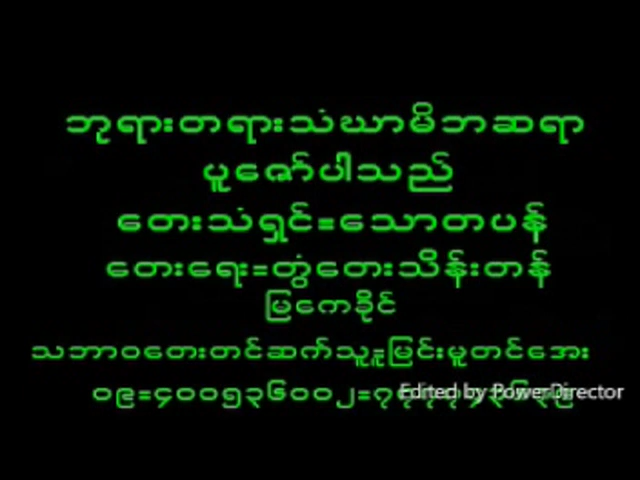 ဘုရားတရားသံဃာမိဘဆရာ
ပူဇော်ပါသည်
တေးသံရှင်=သောတပန်
တေးရေး=တွံတေးသိန်းတန်
မြကေခိုင်
သဘာဝတေးတင်ဆက်သူ=မြင်းမူတင်အေး
၀၉=၄၀၀၅၃၆၀၀၂=
Edited by PowerDirector